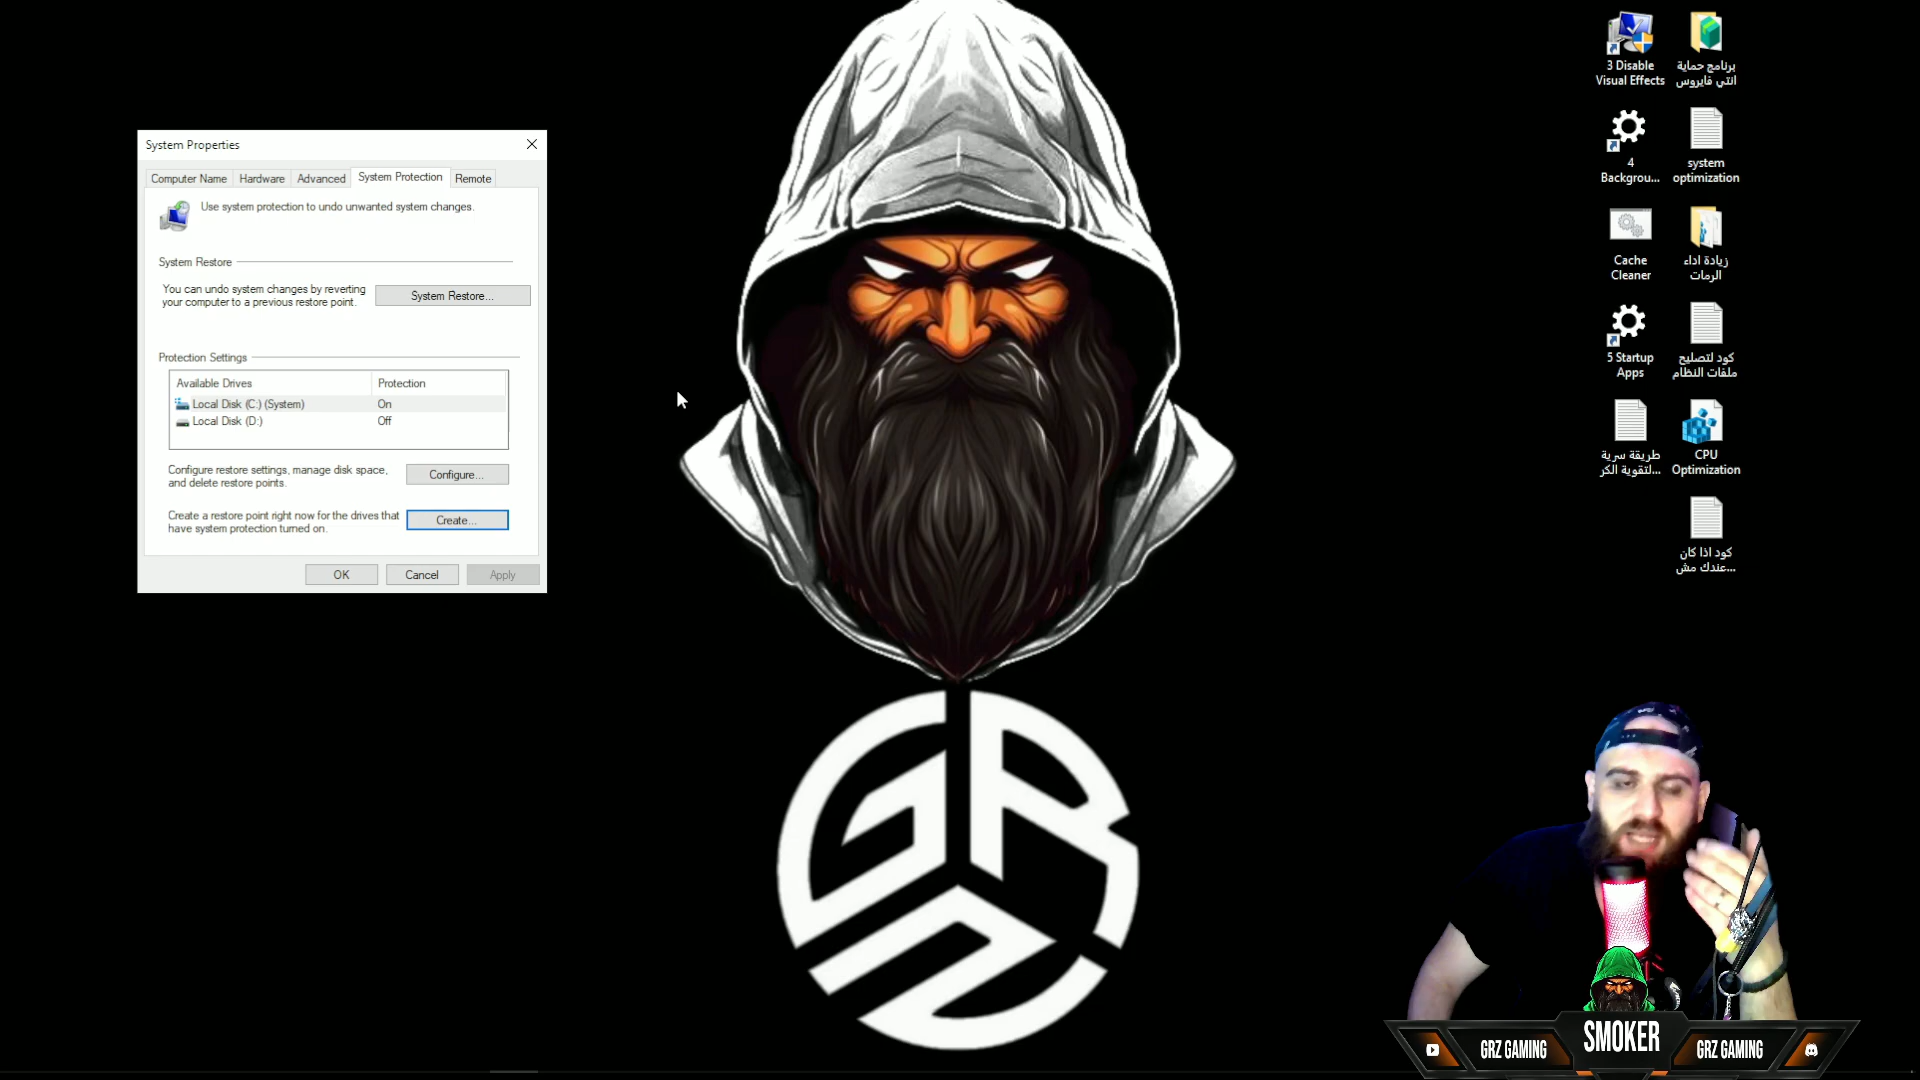 System Properties
Computer Name
Hardware
Advanced
System Protection
Remote
Use system protection to undo unwanted system changes.
System Restore
You can undo system changes by reverting
your computer to a previous restore point.
System Restore...
Protection Settings
Available Drives
Protection
Local Disk (C:) (System)
On
Local Disk (D:)
Off
Configure restore settings, manage disk space,
and delete restore points.
Configure...
Create a restore point right now for the drives that
have system protection turned on.
Create...
OK
Cancel
Apply
3 Disable
Visual Effects
برنامج حماية
انتي فايروس
4
Backgrou...
system
optimization
Cache
Cleaner
زيادة اداء
الرمات
5 Startup
Apps
كود لتصليح
ملفات النظام
طريقة سرية
لتقوية الكر...
CPU
Optimization
كود اذا كان
عندك مش...
GRZ
GRZ GAMING
SMOKER
GRZ GAMING